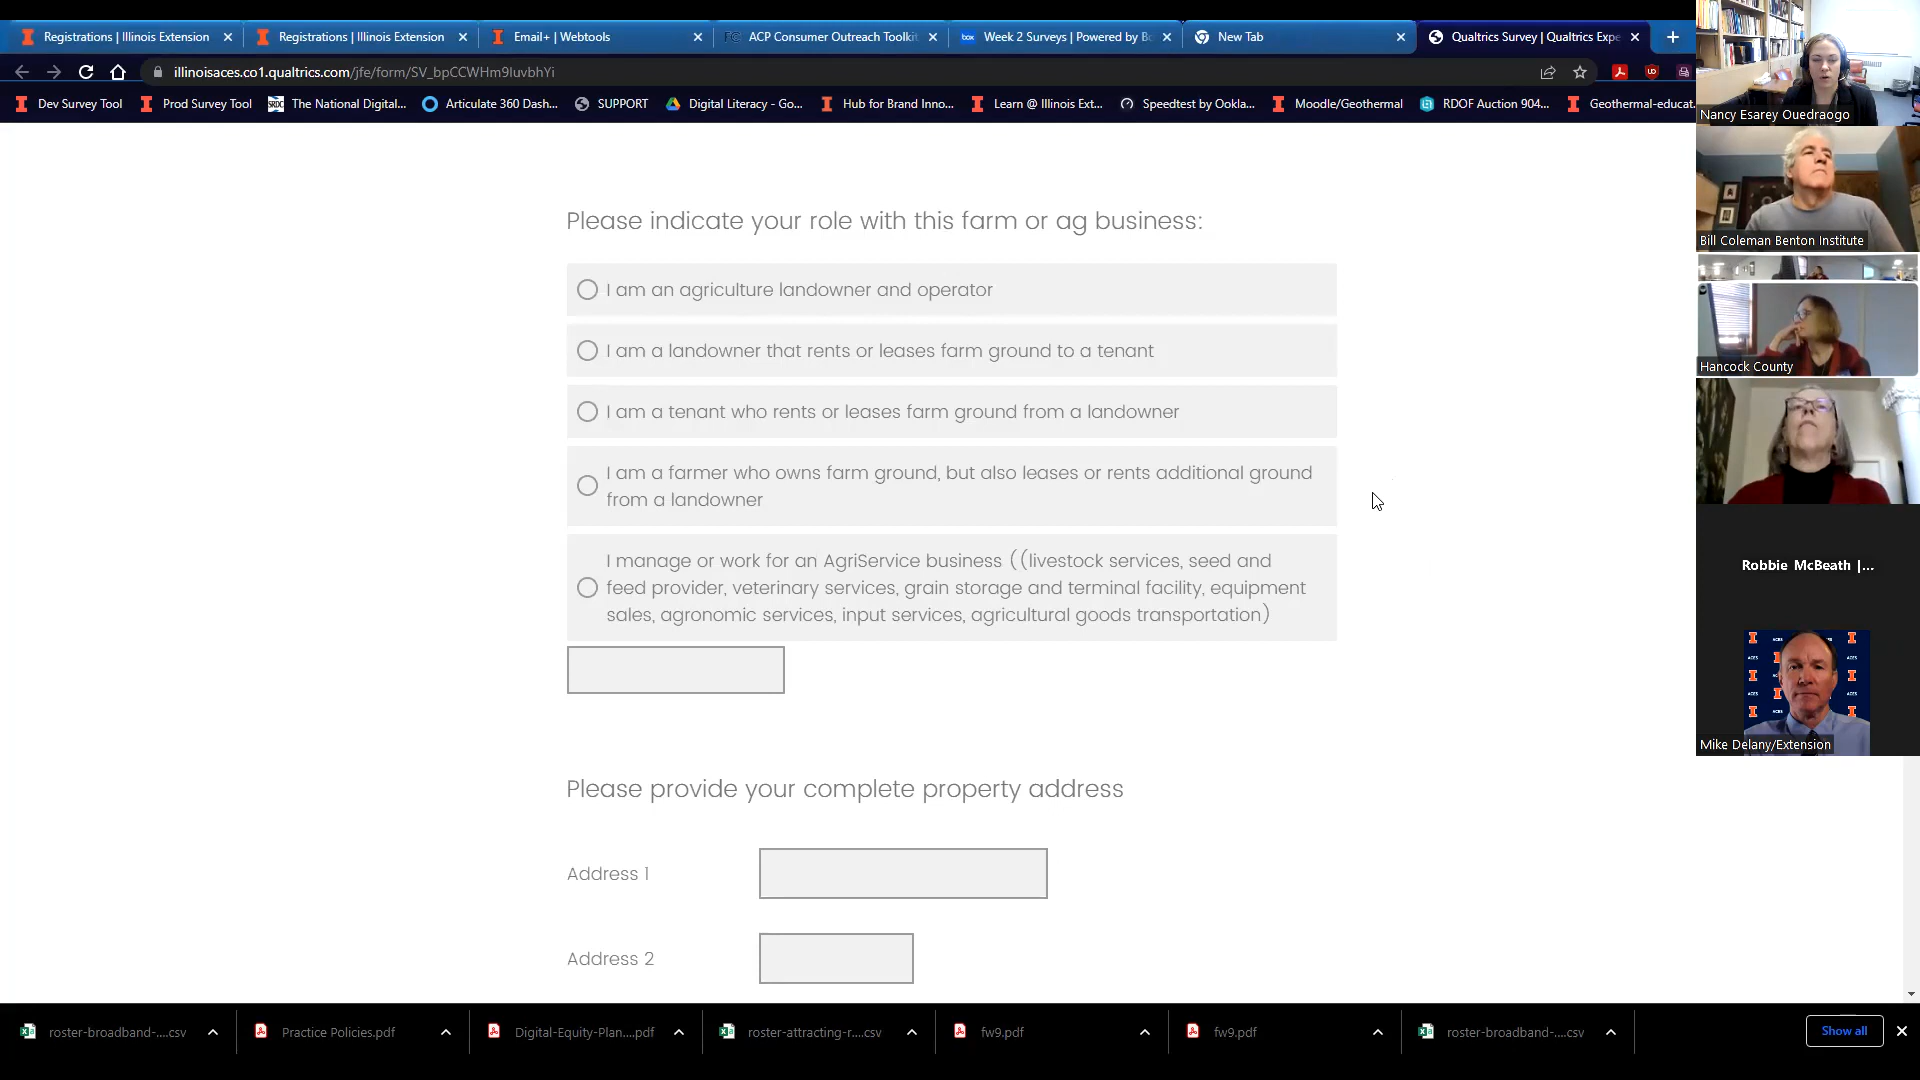 Registrations | Illinois Extension
Registrations | Illinois Extension
Email+ | Webtools
FC ACP Consumer Outreach Toolkit
box Week 2 Surveys | Powered by Bo
New Tab
Qualtrics Survey | Qualtrics Expe
illinoisaces.co1.qualtrics.com/jfe/form/SV_bpCCWHm9IuvbhYi
Dev Survey Tool
Prod Survey Tool
SRDC The National Digital...
Articulate 360 Dash...
SUPPORT
Digital Literacy - Go...
Hub for Brand Inno...
Learn @ Illinois Ext...
Speedtest by Ookla...
Moodle/Geothermal
RDOF Auction 904...
Geothermal-educat.
Nancy Esarey Ouedraogo
Bill Coleman Benton Institute
Hancock County
Robbie McBeath |...
Mike Delany/Extension
Please indicate your role with this farm or ag business:
I am an agriculture landowner and operator
I am a landowner that rents or leases farm ground to a tenant
I am a tenant who rents or leases farm ground from a landowner
I am a farmer who owns farm ground, but also leases or rents additional ground
from a landowner
I manage or work for an AgriService business ((livestock services, seed and
feed provider, veterinary services, grain storage and terminal facility, equipment
sales, agronomic services, input services, agricultural goods transportation)
Please provide your complete property address
Address 1
Address 2
roster-broadband-....csv
Practice Policies.pdf
Digital-Equity-Plan....pdf
roster-attracting-r....csv
fw9.pdf
fw9.pdf
roster-broadband-....csv
Show all